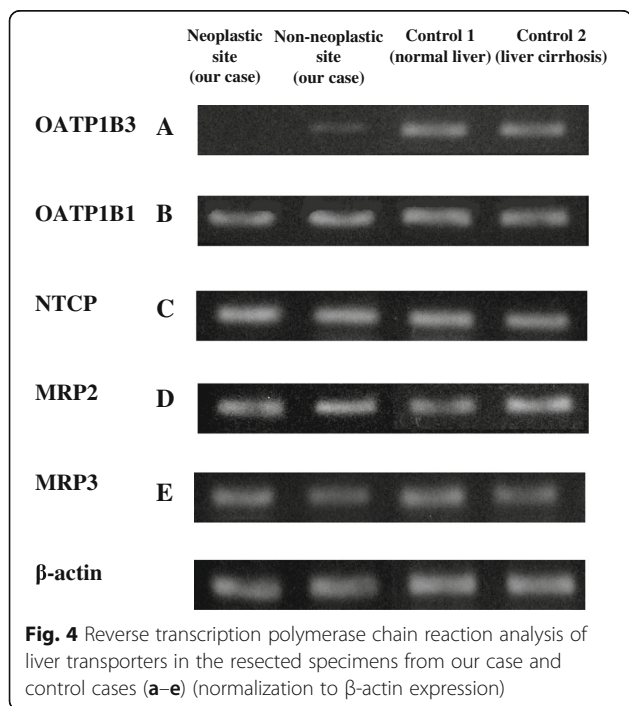 Neoplastic site (our case)
Non-neoplastic site (our case)
Control 1 (normal liver)
Control 2 (liver cirrhosis)
OATP1B3 A
OATP1B1 B
NTCP C
MRP2 D
MRP3 E
β-actin
Fig. 4 Reverse transcription polymerase chain reaction analysis of
liver transporters in the resected specimens from our case and
control cases (a–e) (normalization to β-actin expression)